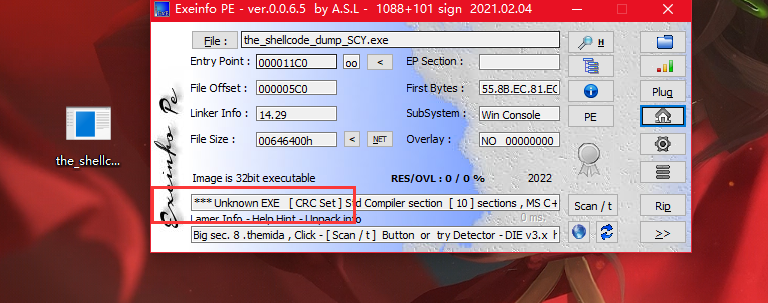 Exeinfo PE - ver.0.0.6.5 by A.S.L - 1088+101 sign 2021.02.04
File : the_shellcode_dump_SCY.exe
H
Entry Point : 000011C0 oo < EP Section :
File Offset : 000005C0 First Bytes : 55.8B.EC.81.EC
Plug
Linker Info : 14.29 SubSystem : Win Console
PE
File Size : 00646400h < NET Overlay : NO 00000000
Image is 32bit executable RES/OVL : 0 / 0 % 2022
*** Unknown EXE [ CRC Set ] Std Compiler section [ 10 ] sections , MS C+
Scan / t Rip
Lamer Info - Help Hint - Unpack info 0 ms.
Big sec. 8 .themida , Click - [ Scan / t ] Button or try Detector - DIE v3.x h
>>
Exeinfo Pe
the_shellc...